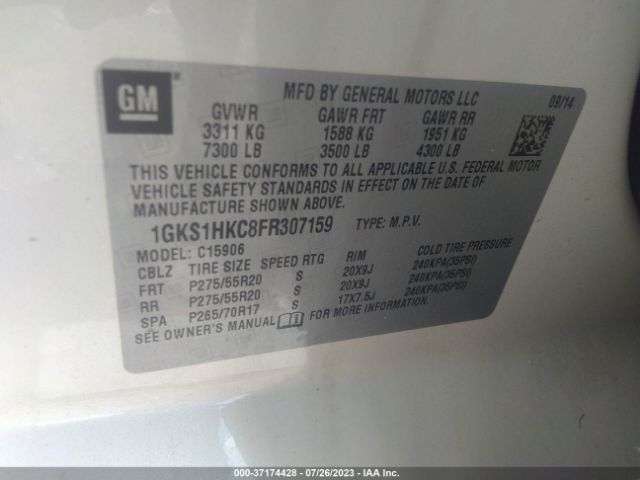 GM
MFD BY GENERAL MOTORS LLC 09/14
GVWR GAWR FRT GAWR RR
3311 KG 1588 KG 1951 KG
7300 LB 3500 LB 4300 LB
THIS VEHICLE CONFORMS TO ALL APPLICABLE U.S. FEDERAL MOTOR
VEHICLE SAFETY STANDARDS IN EFFECT ON THE DATE OF
MANUFACTURE SHOWN ABOVE.
1GKS1HKC8FR307159 TYPE: M.P.V.
MODEL: C15906
CBLZ TIRE SIZE SPEED RTG RIM COLD TIRE PRESSURE
FRT P275/55R20 S 20X9J 240KPA(35PSI)
RR P275/55R20 S 20X9J 240KPA(35PSI)
SPA P265/70R17 S 17X7.5J 240KPA(35PSI)
SEE OWNER'S MANUAL FOR MORE INFORMATION.
000-37174428 - 07/26/2023 - IAA Inc.